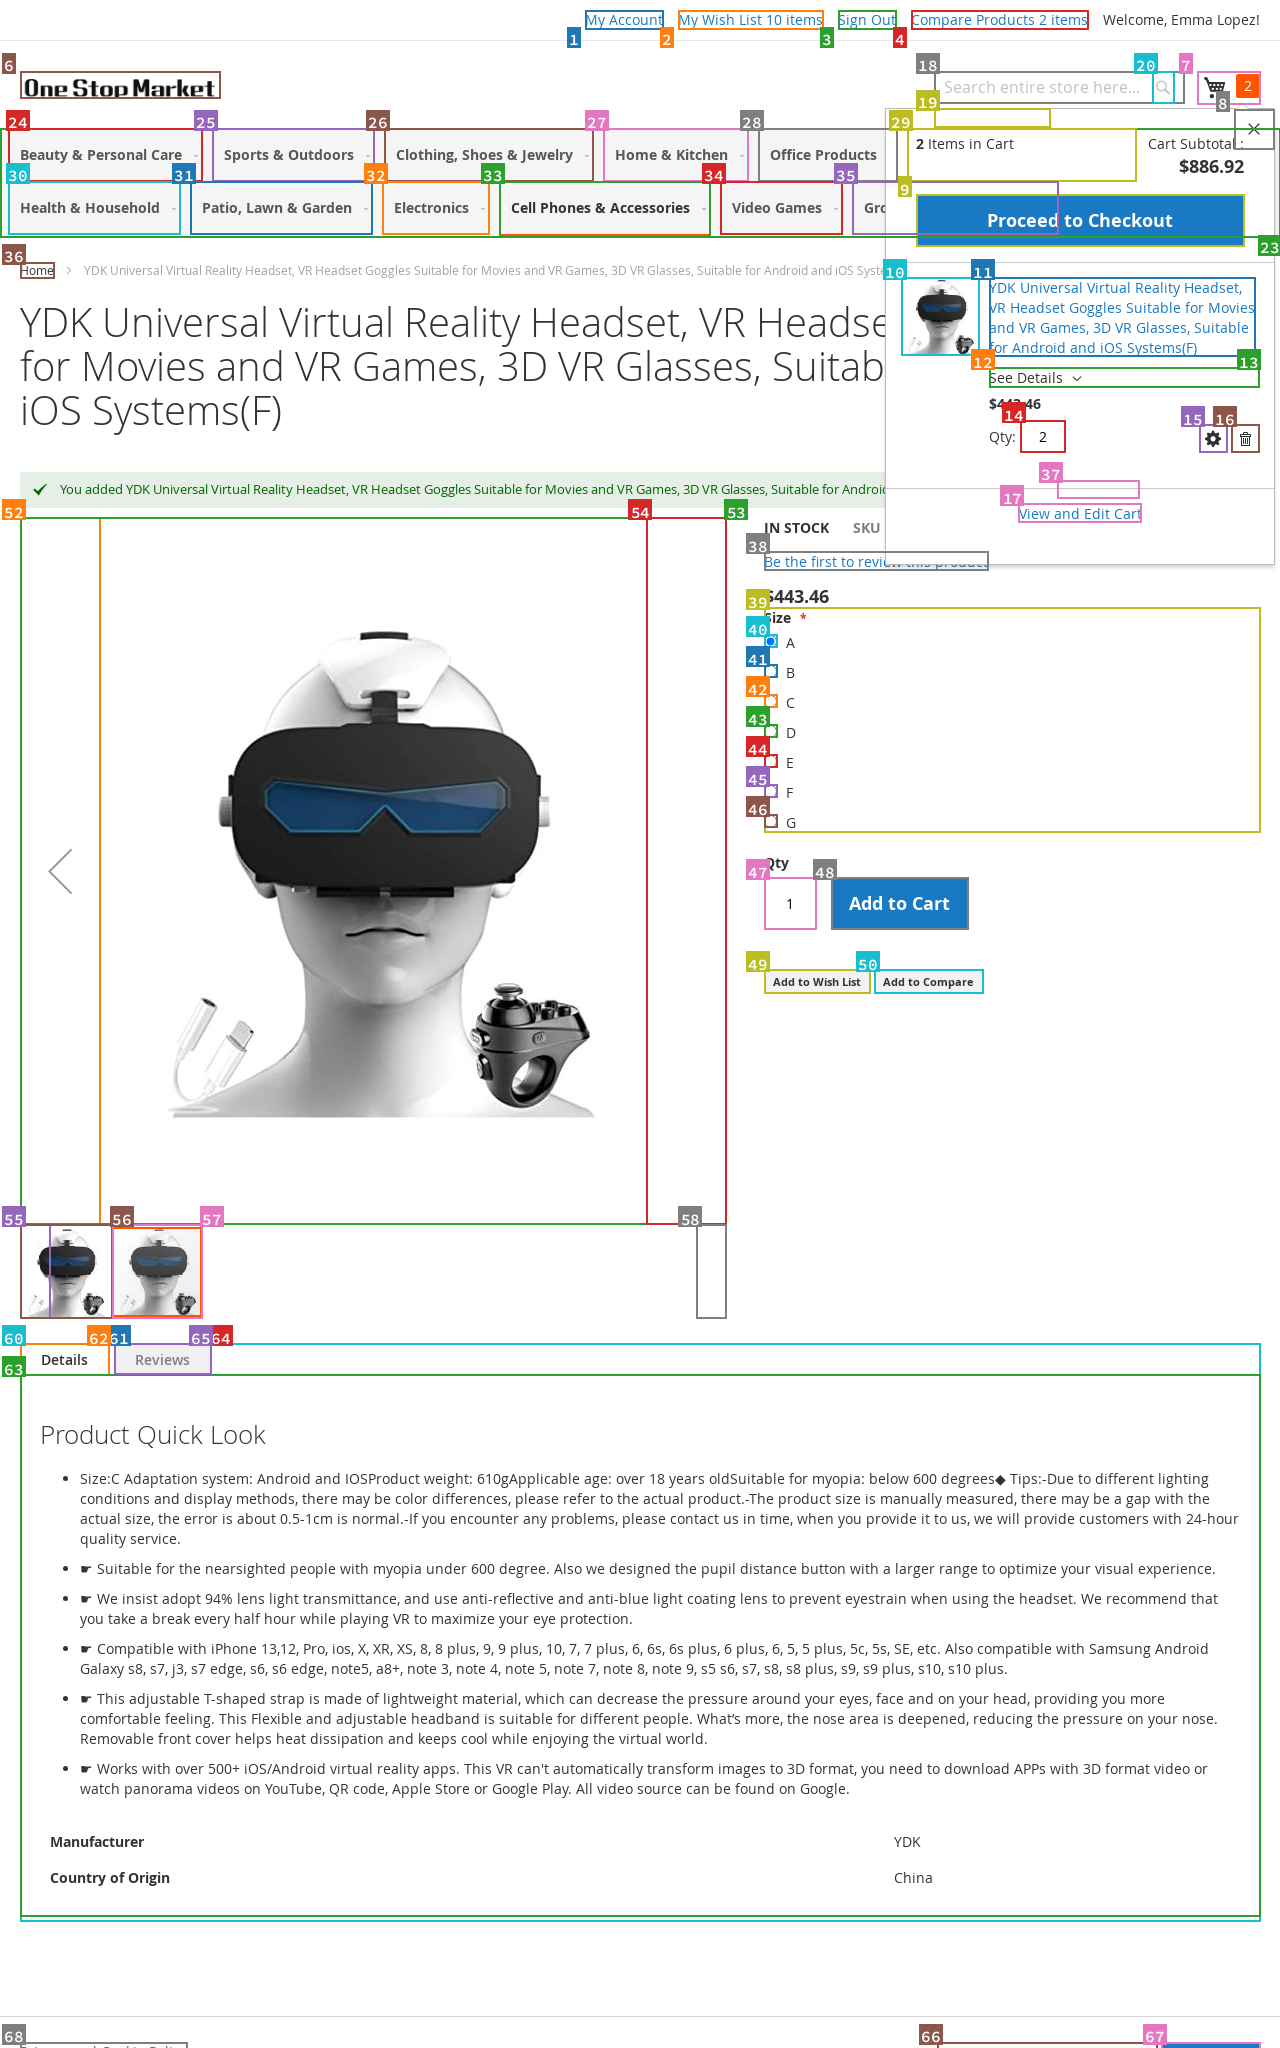 My Account
My Wish List 10 items
Sign Out
Compare Products 2 items
Welcome, Emma Lopez!
1
2
3
4
6
One Stop Market
18
20
7
Search entire store here...
2
19
8
24
25
26
27
28
29
Beauty & Personal Care
Sports & Outdoors
Clothing, Shoes & Jewelry
Home & Kitchen
Office Products
2 Items in Cart
Cart Subtotal :
$886.92
30
31
32
33
34
35
9
Health & Household
Patio, Lawn & Garden
Electronics
Cell Phones & Accessories
Video Games
Gro
Proceed to Checkout
23
36
Home
YDK Universal Virtual Reality Headset, VR Headset Goggles Suitable for Movies and VR Games, 3D VR Glasses, Suitable for Android and iOS Syste
YDK Universal Virtual Reality Headset, VR Headse
for Movies and VR Games, 3D VR Glasses, Suitab
iOS Systems(F)
10
11
YDK Universal Virtual Reality Headset,
VR Headset Goggles Suitable for Movies
and VR Games, 3D VR Glasses, Suitable
for Android and iOS Systems(F)
12
13
See Details
$443.46
14
15
16
Qty:
2
37
17
View and Edit Cart
You added YDK Universal Virtual Reality Headset, VR Headset Goggles Suitable for Movies and VR Games, 3D VR Glasses, Suitable for Android
52
54
53
IN STOCK
SKU
38
Be the first to review this product
$443.46
39
Size *
40
A
41
B
42
C
43
D
44
E
45
F
46
G
Qty
47
48
1
Add to Cart
49
50
Add to Wish List
Add to Compare
55
56
57
58
60
62
61
65
64
Details
Reviews
63
Product Quick Look
Size:C Adaptation system: Android and IOSProduct weight: 610gApplicable age: over 18 years oldSuitable for myopia: below 600 degrees◆ Tips:-Due to different lighting
conditions and display methods, there may be color differences, please refer to the actual product.-The product size is manually measured, there may be a gap with the
actual size, the error is about 0.5-1cm is normal.-If you encounter any problems, please contact us in time, when you provide it to us, we will provide customers with 24-hour
quality service.
☛ Suitable for the nearsighted people with myopia under 600 degree. Also we designed the pupil distance button with a larger range to optimize your visual experience.
☛ We insist adopt 94% lens light transmittance, and use anti-reflective and anti-blue light coating lens to prevent eyestrain when using the headset. We recommend that
you take a break every half hour while playing VR to maximize your eye protection.
☛ Compatible with iPhone 13,12, Pro, ios, X, XR, XS, 8, 8 plus, 9, 9 plus, 10, 7, 7 plus, 6, 6s, 6s plus, 6 plus, 6, 5, 5 plus, 5c, 5s, SE, etc. Also compatible with Samsung Android
Galaxy s8, s7, j3, s7 edge, s6, s6 edge, note5, a8+, note 3, note 4, note 5, note 7, note 8, note 9, s5 s6, s7, s8, s8 plus, s9, s9 plus, s10, s10 plus.
☛ This adjustable T-shaped strap is made of lightweight material, which can decrease the pressure around your eyes, face and on your head, providing you more
comfortable feeling. This Flexible and adjustable headband is suitable for different people. What's more, the nose area is deepened, reducing the pressure on your nose.
Removable front cover helps heat dissipation and keeps cool while enjoying the virtual world.
☛ Works with over 500+ iOS/Android virtual reality apps. This VR can't automatically transform images to 3D format, you need to download APPs with 3D format video or
watch panorama videos on YouTube, QR code, Apple Store or Google Play. All video source can be found on Google.
Manufacturer
YDK
Country of Origin
China
68
66
67